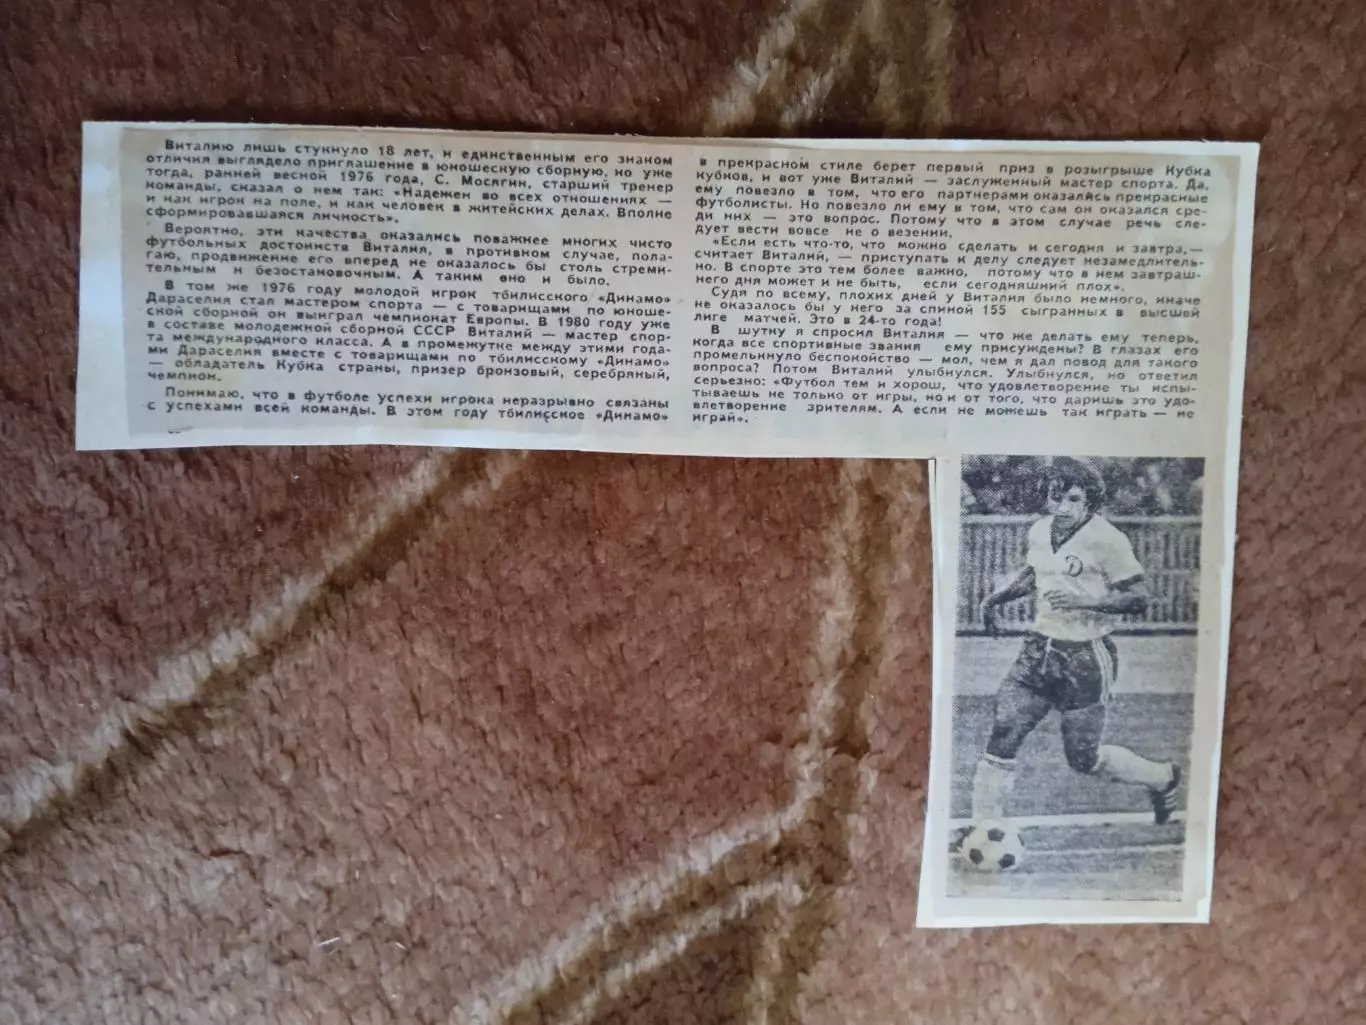 Виталию лишь стукнуло 18 лет, и единственным его знаком
отличия выглядело приглашение в юношескую сборную, но уже
тогда, ранней весной 1976 года, С. Мосягин, старший тренер
команды, сказал о нем так: «Надежен во всех отношениях —
и как игрок на поле, и как человек в житейских делах. Вполне
сформировавшаяся личность».
Вероятно, эти качества оказались поважнее многих чисто
футбольных достоинств Виталия, в противном случае, пола-
гаю, продвижение его вперед не оказалось бы столь стреми-
тельным и безостановочным. А таким оно и было.
В том же 1976 году молодой игрок тбилисского «Динамо»
Дараселия стал мастером спорта — с товарищами по юноше-
ской сборной он выиграл чемпионат Европы. В 1980 году уже
в составе молодежной сборной СССР Виталий — мастер спор-
та международного класса. А в промежутке между этими года-
ми Дараселия вместе с товарищами по тбилисскому «Динамо»
— обладатель Кубка страны, призер бронзовый, серебряный,
чемпион.
Понимаю, что в футболе успехи игрока неразрывно связаны
с успехами всей команды. В этом году тбилисское «Динамо»
в прекрасном стиле берет первый приз в розыгрыше Кубка
кубков, и вот уже Виталий — заслуженный мастер спорта. Да,
ему повезло в том, что его партнерами оказались прекрасные
футболисты. Но повезло ли ему в том, что сам он оказался сре-
ди них — это вопрос. Потому что в этом случае речь сле-
дует вести вовсе не о везении.
«Если есть что-то, что можно сделать и сегодня и завтра,—
считает Виталий, — приступать к делу следует незамедлитель-
но. В спорте это тем более важно, потому что в нем завтраш-
него дня может и не быть, если сегодняшний плох».
Судя по всему, плохих дней у Виталия было немного, иначе
не оказалось бы у него за спиной 155 сыгранных в высшей
лиге матчей. Это в 24-то года!
В шутку я спросил Виталия — что же делать ему теперь,
когда все спортивные звания ему присуждены? В глазах его
промелькнуло беспокойство — мол, чем я дал повод для такого
вопроса? Потом Виталий улыбнулся. Улыбнулся, но ответил
серьезно: «Футбол тем и хорош, что удовлетворение ты испы-
тываешь не только от игры, но и от того, что даришь это удо-
влетворение зрителям. А если не можешь так играть — не
играй».
Д